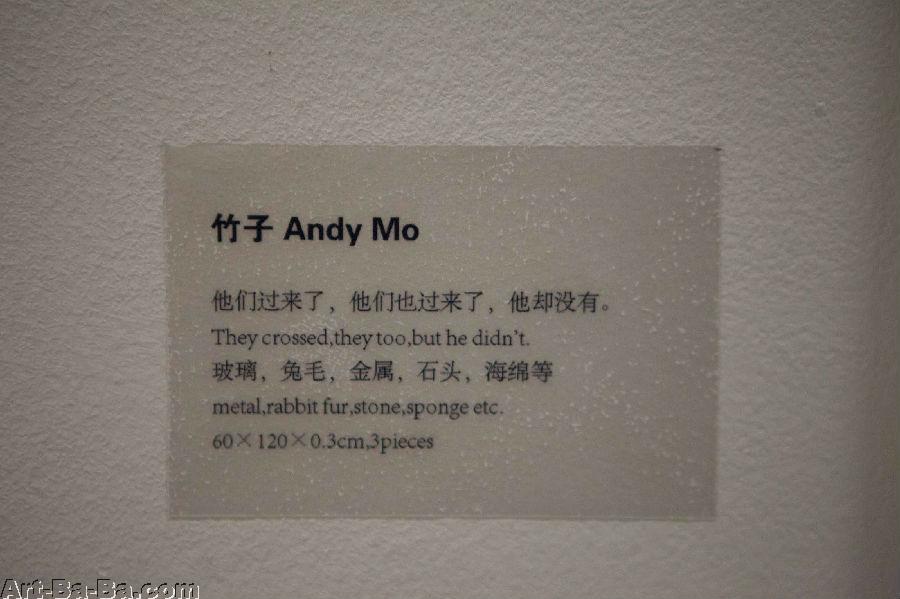 竹子 Andy Mo
他们过来了，他们也过来了，他却没有。
They crossed,they too,but he didn't.
玻璃，兔毛，金属，石头，海绵等
metal,rabbit fur,stone,sponge etc.
60×120×0.3cm,3pieces
Art-Ba-Ba.com